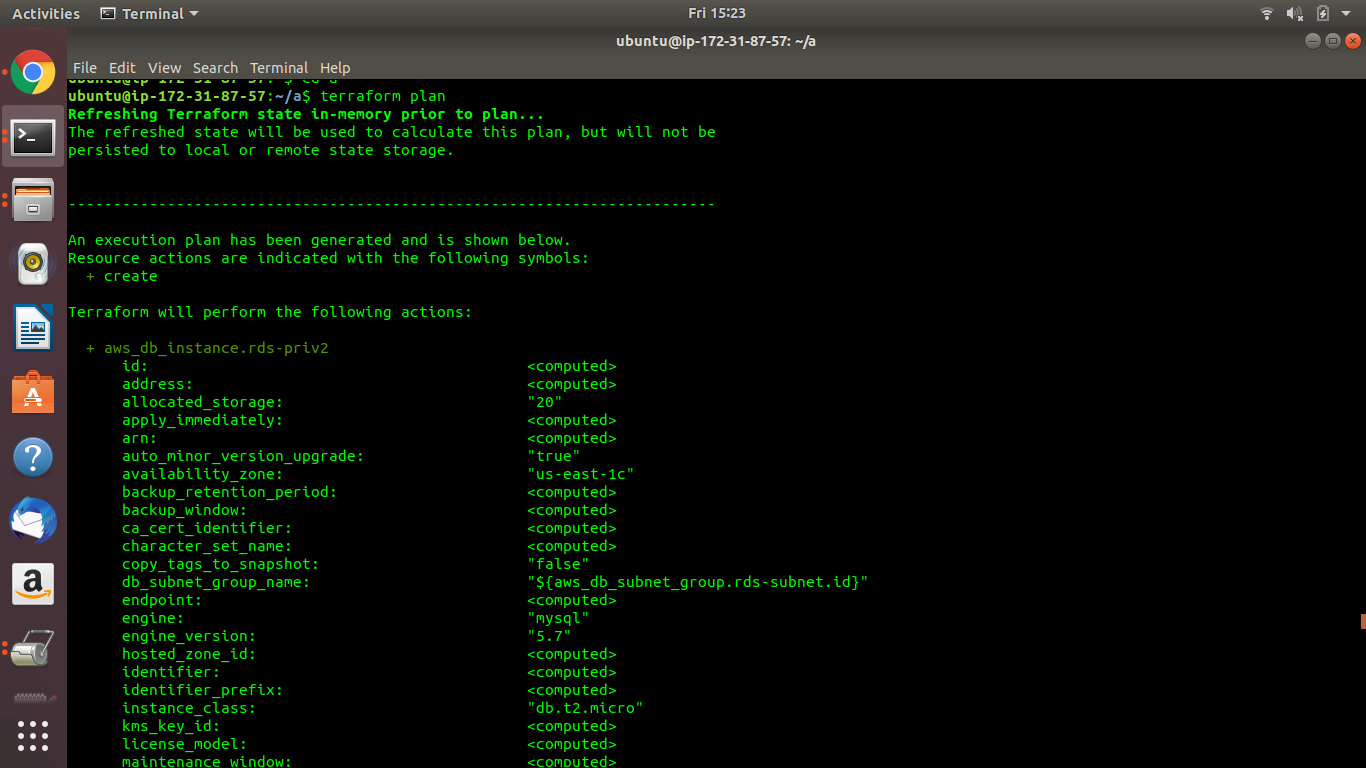 Activities Terminal Fri 15:23
ubuntu@ip-172-31-87-57: ~/a
File Edit View Search Terminal Help
ubuntu@ip-172-31-87-57:~$ cd a
ubuntu@ip-172-31-87-57:~/a$ terraform plan
Refreshing Terraform state in-memory prior to plan...
The refreshed state will be used to calculate this plan, but will not be
persisted to local or remote state storage.
------------------------------------------------------------------------
An execution plan has been generated and is shown below.
Resource actions are indicated with the following symbols:
+ create
Terraform will perform the following actions:
+ aws_db_instance.rds-priv2
id: <computed>
address: <computed>
allocated_storage: "20"
apply_immediately: <computed>
arn: <computed>
auto_minor_version_upgrade: "true"
availability_zone: "us-east-1c"
backup_retention_period: <computed>
backup_window: <computed>
ca_cert_identifier: <computed>
character_set_name: <computed>
copy_tags_to_snapshot: "false"
db_subnet_group_name: "${aws_db_subnet_group.rds-subnet.id}"
endpoint: <computed>
engine: "mysql"
engine_version: "5.7"
hosted_zone_id: <computed>
identifier: <computed>
identifier_prefix: <computed>
instance_class: "db.t2.micro"
kms_key_id: <computed>
license_model: <computed>
maintenance_window: <computed>